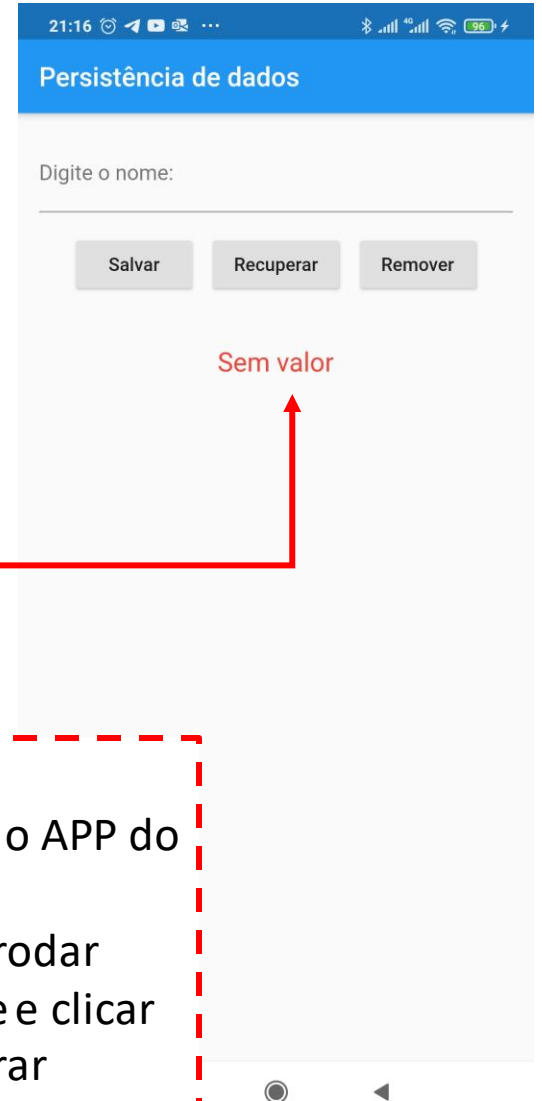 21:16
96
Persistência de dados
Digite o nome:
Salvar Recuperar Remover
Sem valor
o APP do
rodar
e e clicar
rar